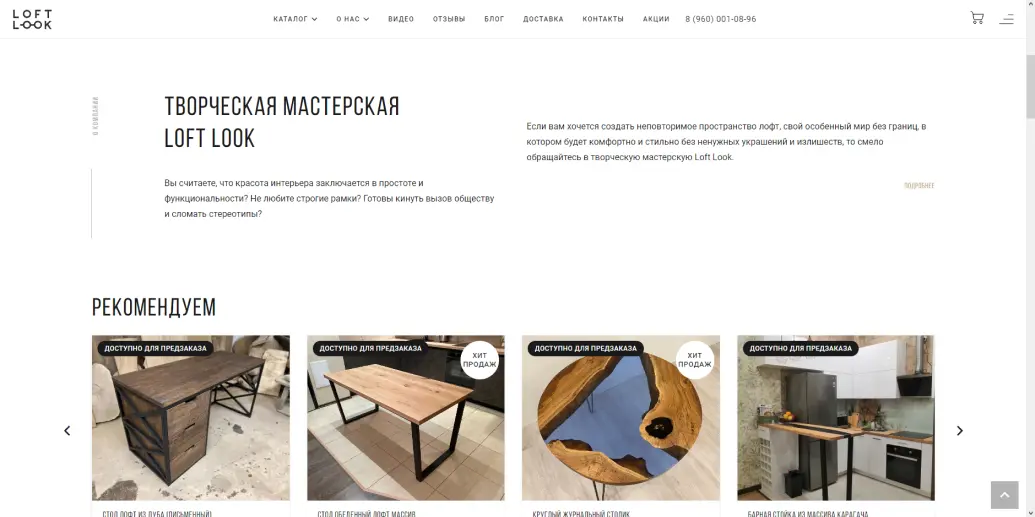 LOFT
LOOK
КАТАЛОГ
О НАС
ВИДЕО
ОТЗЫВЫ
БЛОГ
ДОСТАВКА
КОНТАКТЫ
АКЦИИ
8 (960) 001-08-96
О КОМПАНИИ
ТВОРЧЕСКАЯ МАСТЕРСКАЯ
LOFT LOOK
Вы считаете, что красота интерьера заключается в простоте и
функциональности? Не любите строгие рамки? Готовы кинуть вызов обществу
и сломать стереотипы?
Если вам хочется создать неповторимое пространство лофт, свой особенный мир без границ, в
котором будет комфортно и стильно без ненужных украшений и излишеств, то смело
обращайтесь в творческую мастерскую Loft Look.
ПОДРОБНЕЕ
РЕКОМЕНДУЕМ
ДОСТУПНО ДЛЯ ПРЕДЗАКАЗА
ДОСТУПНО ДЛЯ ПРЕДЗАКАЗА
ХИТ
ПРОДАЖ
ДОСТУПНО ДЛЯ ПРЕДЗАКАЗА
ХИТ
ПРОДАЖ
ДОСТУПНО ДЛЯ ПРЕДЗАКАЗА
СТОЛ ЛОФТ ИЗ ДУБА (ПИСЬМЕННЫЙ)
СТОЛ ОБЕДЕННЫЙ ЛОФТ МАССИВ
КРУГЛЫЙ ЖУРНАЛЬНЫЙ СТОЛИК
БАРНАЯ СТОЙКА ИЗ МАССИВА КАРАГАЧА